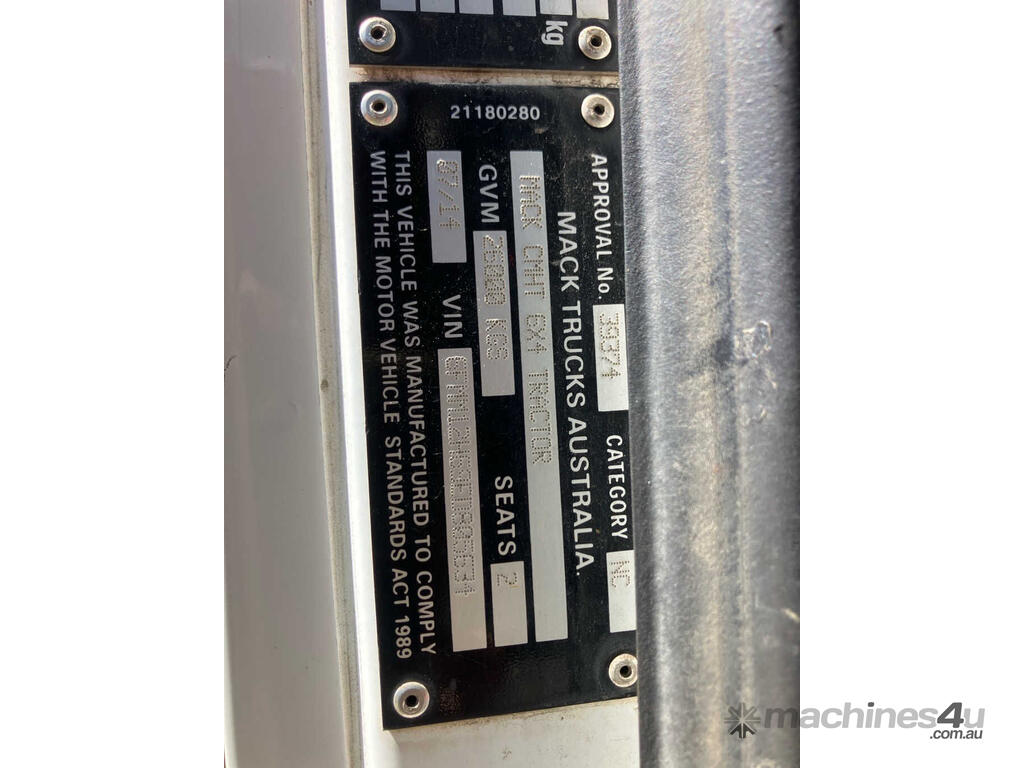 kg
21180280
APPROVAL No. 39374 CATEGORY NC
MACK TRUCKS AUSTRALIA.
MACK CMHT 6X4 TRACTOR
GVM 26000 KGS SEATS 2
07/14 VIN
THIS VEHICLE WAS MANUFACTURED TO COMPLY
WITH THE MOTOR VEHICLE STANDARDS ACT 1989
machines4u
.com.au